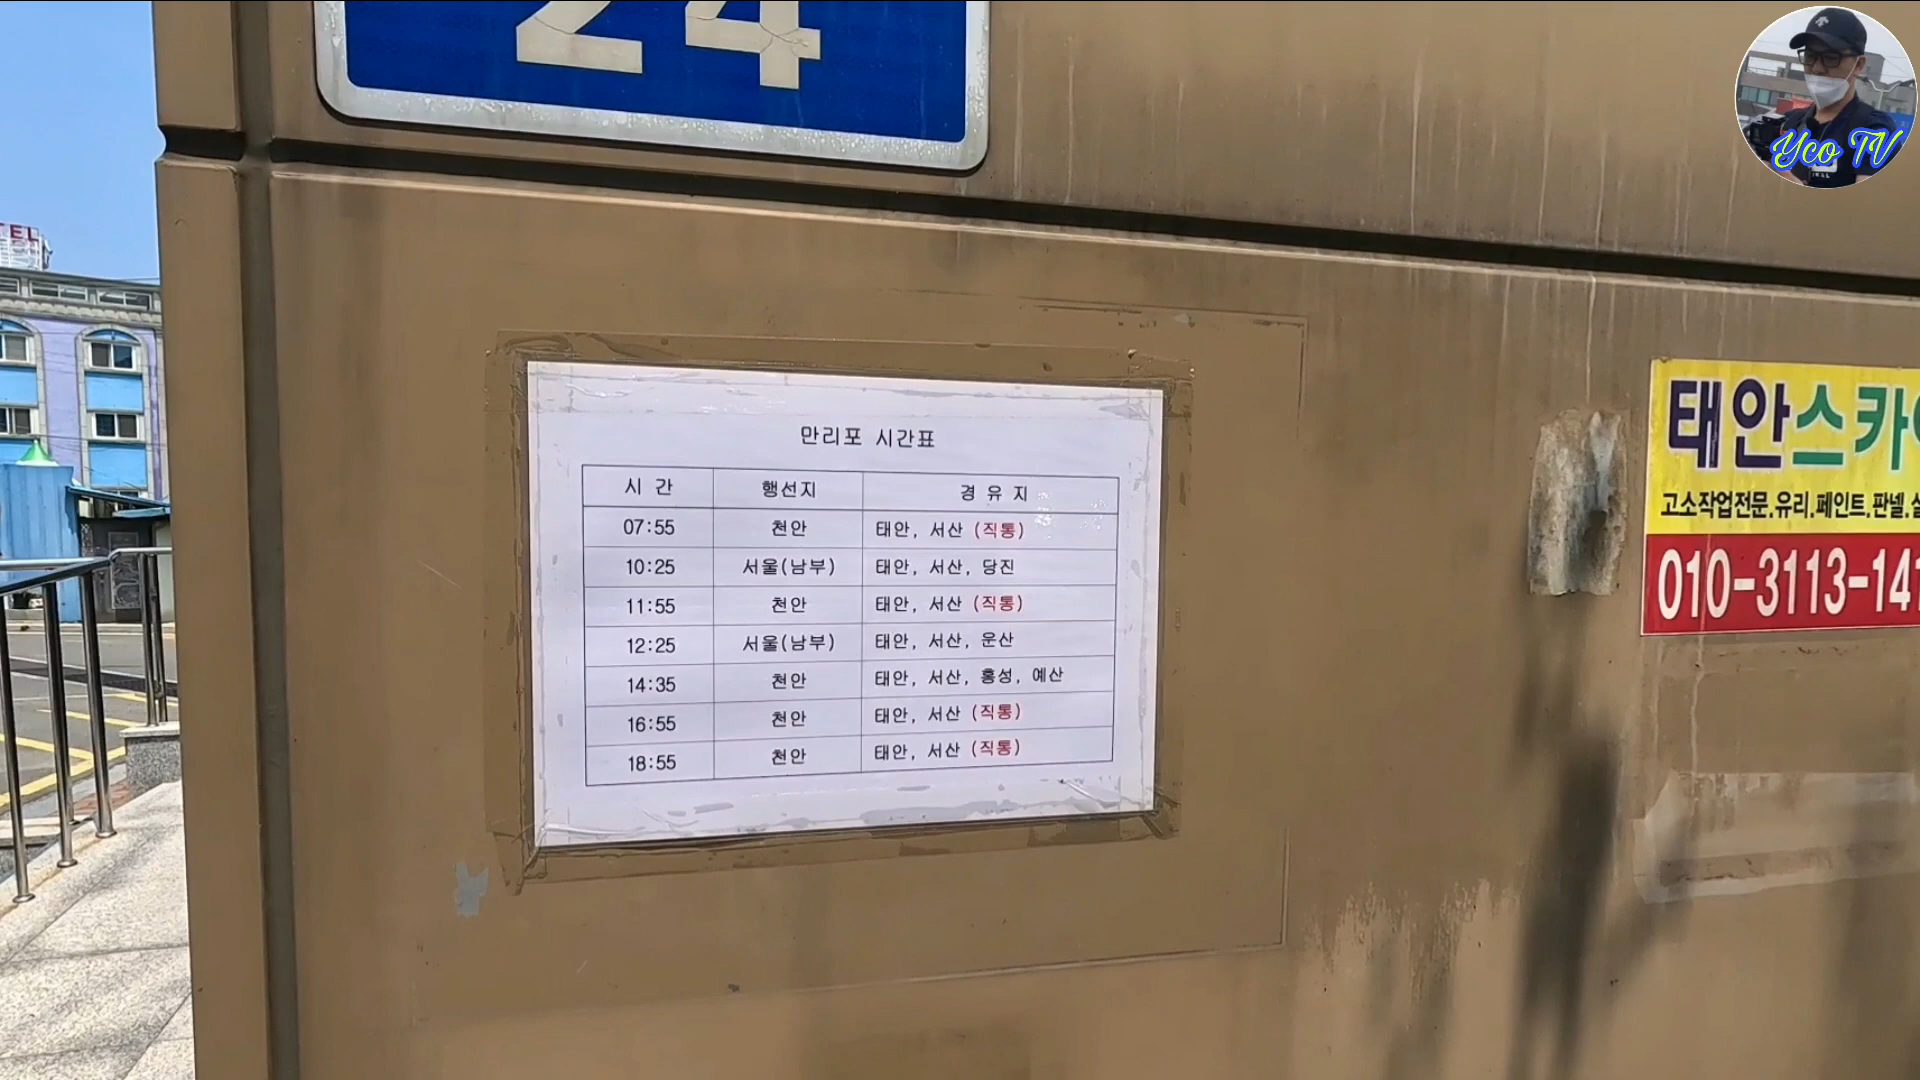 24
Yco TV
TEL
만리포 시간표
시 간 행선지 경 유 지
07:55 천안 태안, 서산 (직통)
10:25 서울(남부) 태안, 서산, 당진
11:55 천안 태안, 서산 (직통)
12:25 서울(남부) 태안, 서산, 운산
14:35 천안 태안, 서산, 홍성, 예산
16:55 천안 태안, 서산 (직통)
18:55 천안 태안, 서산 (직통)
태안스카
고소작업전문.유리.페인트.판넬.
010-3113-14